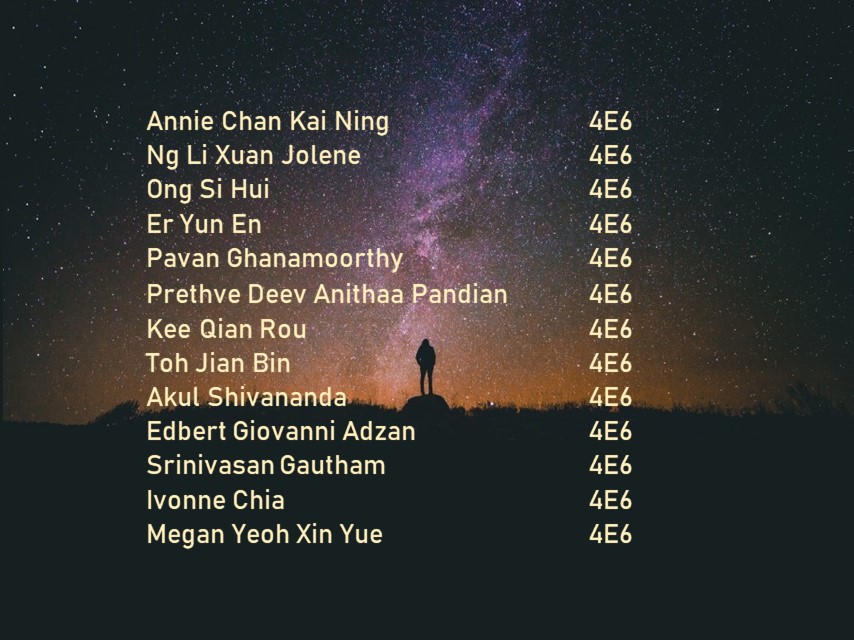 Annie Chan Kai Ning 4E6
Ng Li Xuan Jolene 4E6
Ong Si Hui 4E6
Er Yun En 4E6
Pavan Ghanamoorthy 4E6
Prethve Deev Anithaa Pandian 4E6
Kee Qian Rou 4E6
Toh Jian Bin 4E6
Akul Shivananda 4E6
Edbert Giovanni Adzan 4E6
Srinivasan Gautham 4E6
Ivonne Chia 4E6
Megan Yeoh Xin Yue 4E6